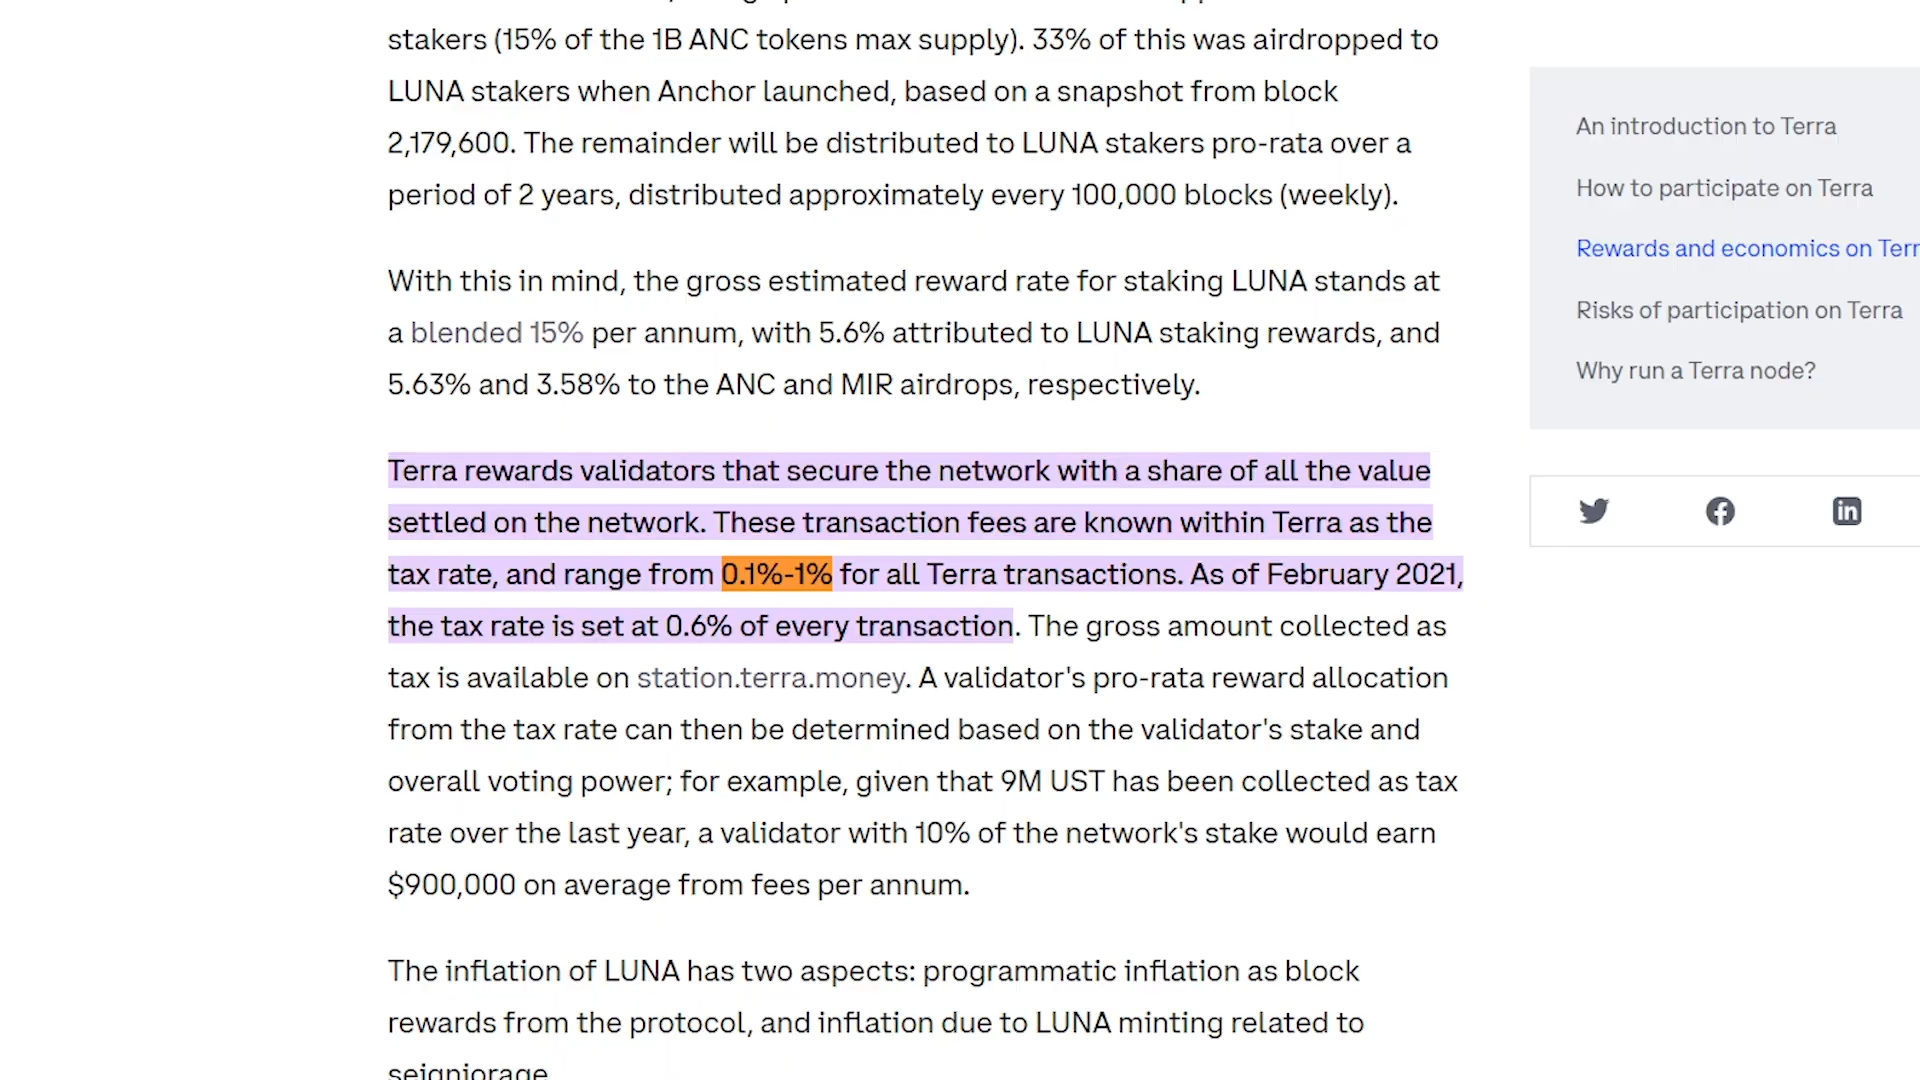 stakers (15% of the 1B ANC tokens max supply). 33% of this was airdropped to
LUNA stakers when Anchor launched, based on a snapshot from block
2,179,600. The remainder will be distributed to LUNA stakers pro-rata over a
period of 2 years, distributed approximately every 100,000 blocks (weekly).
With this in mind, the gross estimated reward rate for staking LUNA stands at
a blended 15% per annum, with 5.6% attributed to LUNA staking rewards, and
5.63% and 3.58% to the ANC and MIR airdrops, respectively.
Terra rewards validators that secure the network with a share of all the value
settled on the network. These transaction fees are known within Terra as the
tax rate, and range from 0.1%-1% for all Terra transactions. As of February 2021,
the tax rate is set at 0.6% of every transaction. The gross amount collected as
tax is available on station.terra.money. A validator's pro-rata reward allocation
from the tax rate can then be determined based on the validator's stake and
overall voting power; for example, given that 9M UST has been collected as tax
rate over the last year, a validator with 10% of the network's stake would earn
$900,000 on average from fees per annum.
The inflation of LUNA has two aspects: programmatic inflation as block
rewards from the protocol, and inflation due to LUNA minting related to
seigniorage
An introduction to Terra
How to participate on Terra
Rewards and economics on Terr
Risks of participation on Terra
Why run a Terra node?
in